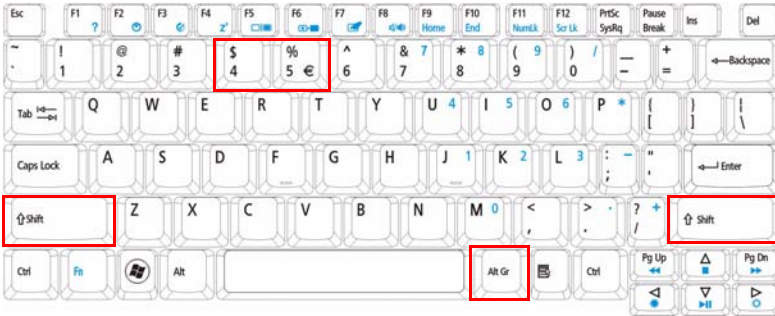 Esc F1 ? F2 F3 F4 z² F5 F6 F7 F8 F9 Home F10 End F11 NumLk F12 Scr Lk PrtSc SysRq Pause Break Ins Del
~ ` ! 1 @ 2 # 3 $ 4 % 5 € ^ 6 & 7 7 * 8 8 ( 9 9 ) 0 / _ - + = Backspace
Tab Q W E R T Y U 4 I 5 O 6 P * { [ } ] | \
Caps Lock A S D F G H J 1 K 2 L 3 : ; - " ' Enter
Shift Z X C V B N M 0 < , > . . ? / + Shift
Ctrl Fn Alt Alt Gr Ctrl Pg Up Pg Dn